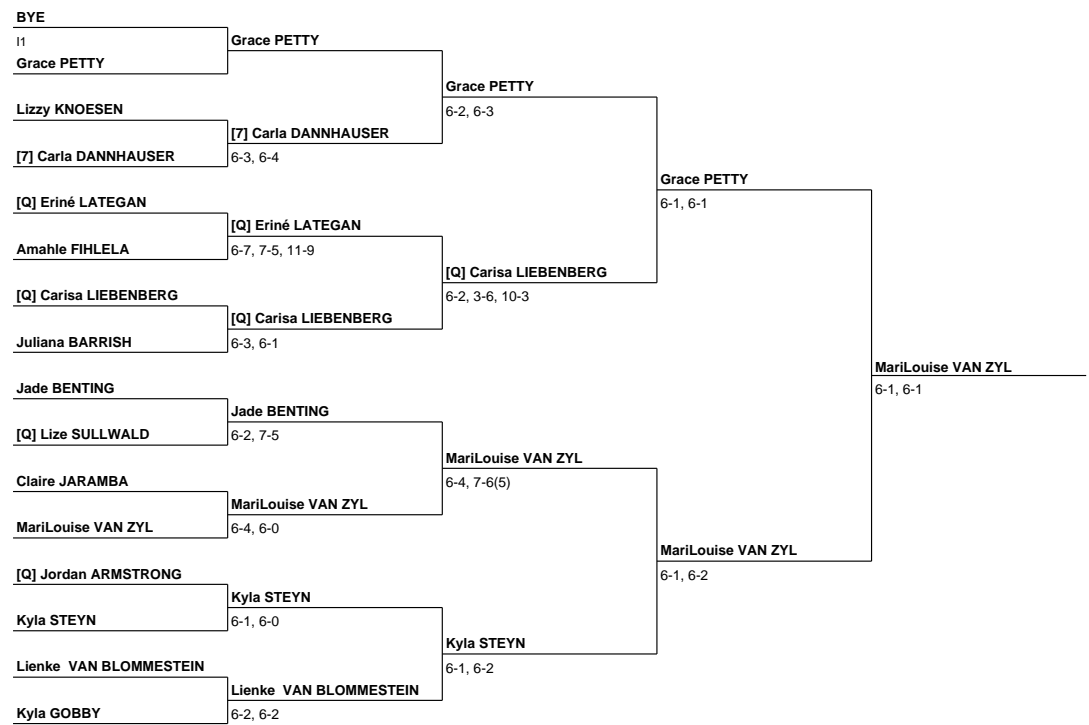 BYE
I1
Grace PETTY
Grace PETTY
Grace PETTY
6-2, 6-3
Lizzy KNOESEN
[7] Carla DANNHAUSER
[7] Carla DANNHAUSER
6-3, 6-4
Grace PETTY
6-1, 6-1
[Q] Eriné LATEGAN
[Q] Eriné LATEGAN
Amahle FIHLELA
6-7, 7-5, 11-9
[Q] Carisa LIEBENBERG
6-2, 3-6, 10-3
[Q] Carisa LIEBENBERG
[Q] Carisa LIEBENBERG
Juliana BARRISH
6-3, 6-1
MariLouise VAN ZYL
6-1, 6-1
Jade BENTING
Jade BENTING
[Q] Lize SULLWALD
6-2, 7-5
MariLouise VAN ZYL
6-4, 7-6(5)
Claire JARAMBA
MariLouise VAN ZYL
MariLouise VAN ZYL
6-4, 6-0
MariLouise VAN ZYL
6-1, 6-2
[Q] Jordan ARMSTRONG
Kyla STEYN
Kyla STEYN
6-1, 6-0
Kyla STEYN
6-1, 6-2
Lienke  VAN BLOMMESTEIN
Lienke  VAN BLOMMESTEIN
Kyla GOBBY
6-2, 6-2